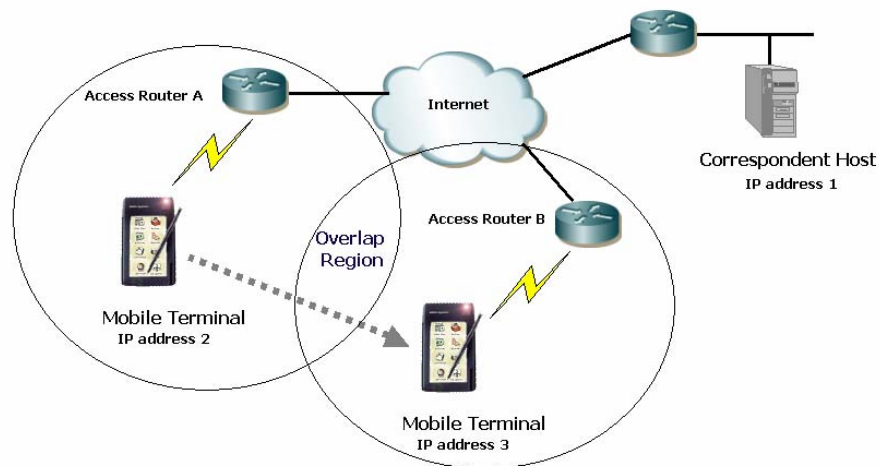 Access Router A
Internet
Correspondent Host
IP address 1
Access Router B
Overlap
Region
Mobile Terminal
IP address 2
Mobile Terminal
IP address 3